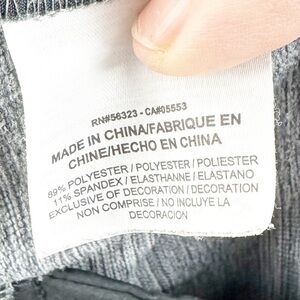 RN#56323 - CA#05553
MADE IN CHINA/FABRIQUE EN
CHINE/HECHO EN CHINA
89% POLYESTER / POLYESTER / POLIESTER
11% SPANDEX / ELASTHANNE / ELASTANO
EXCLUSIVE OF DECORATION / DECORATION
NON COMPRISE / NO INCLUYE LA
DECORACION